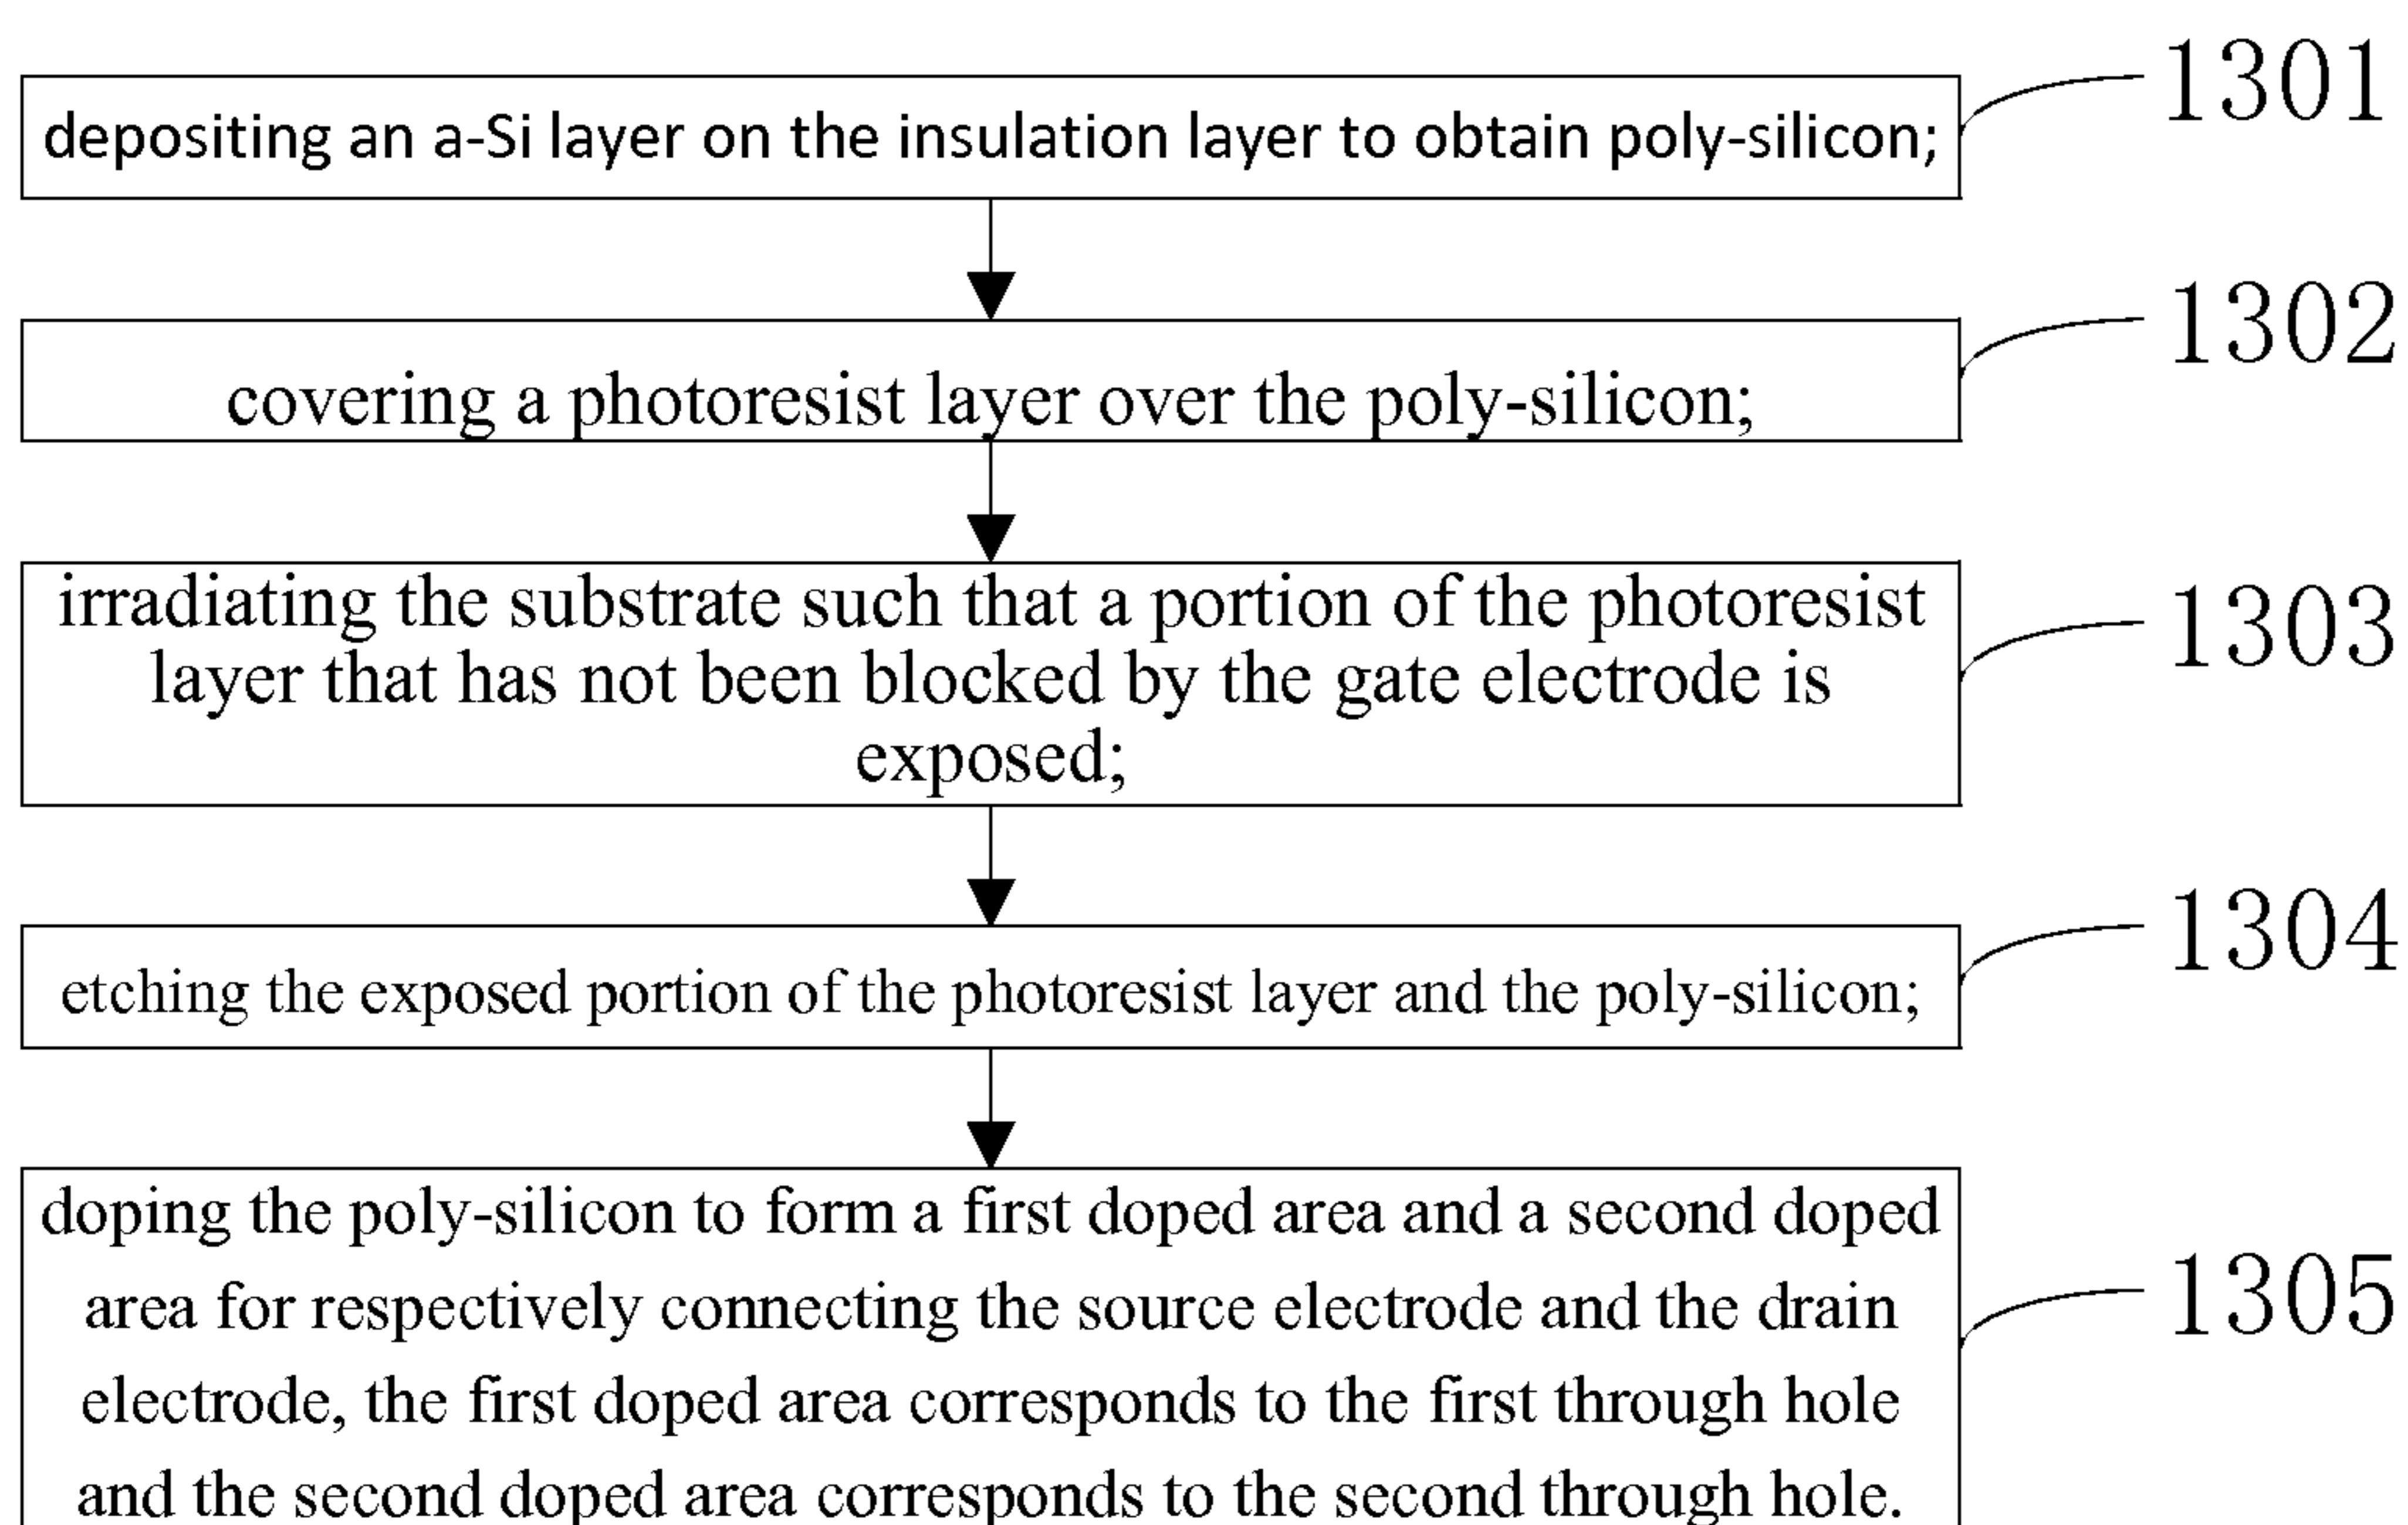 depositing an a-Si layer on the insulation layer to obtain poly-silicon;
1301
covering a photoresist layer over the poly-silicon;
1302
irradiating the substrate such that a portion of the photoresist
layer that has not been blocked by the gate electrode is
exposed;
1303
etching the exposed portion of the photoresist layer and the poly-silicon;
1304
doping the poly-silicon to form a first doped area and a second doped
area for respectively connecting the source electrode and the drain
electrode, the first doped area corresponds to the first through hole
and the second doped area corresponds to the second through hole.
1305